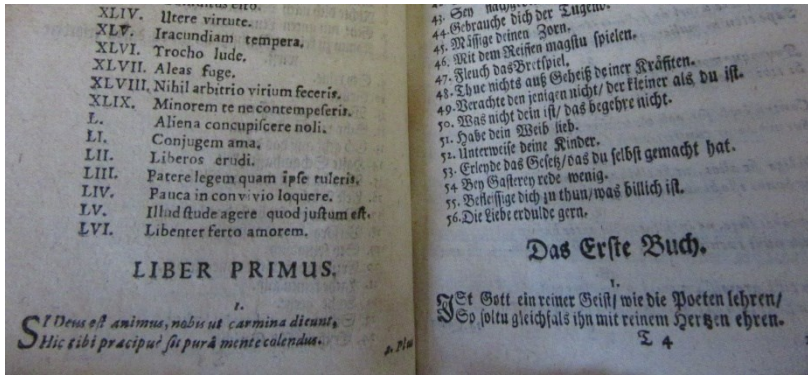 XLIV. Utere virtute.
XLV. Iracundiam tempera.
XLVI. Trocho lude.
XLVII. Aleas fuge.
XLVIII. Nihil arbitrio virium feceris.
XLIX. Minorem te ne contempseris.
L. Aliena concupiscere noli.
LI. Conjugem ama.
LII. Liberos erudi.
LIII. Patere legem quam ipse tuleris.
LIV. Pauca in convivio loquere.
LV. Illud stude agere quod justum est.
LVI. Libenter ferto amorem.
LIBER PRIMUS.
1.
SI Deus est animus, nobis ut carmina dicunt,
Hic tibi præcipuè sit purâ mente colendus.
2. Plus
43. Sey
44. Gebrauche dich der Tugend.
45. Mässige deinen Zorn.
46. Mit dem Reiffen magstu spielen.
47. Fleuch das Bretspiel.
48. Thue nichts auß Geheiß deiner Kräfften.
49. Verachte den jenigen nicht/ der kleiner als du ist.
50. Was nicht dein ist/ das begehre nicht.
51. Habe dein Weib lieb.
52. Unterweise deine Kinder.
53. Erleyde das Gesetz/ das du selbst gemacht hat.
54 Bey Gasterey rede wenig.
55. Befleissige dich zu thun/ was billich ist.
56. Die Liebe erdulde gern.
Das Erste Buch.
1.
ISt Gott ein reiner Geist/ wie die Poeten lehren/
So soltu gleichfals ihn mit reinem Hertzen ehren.
T 4